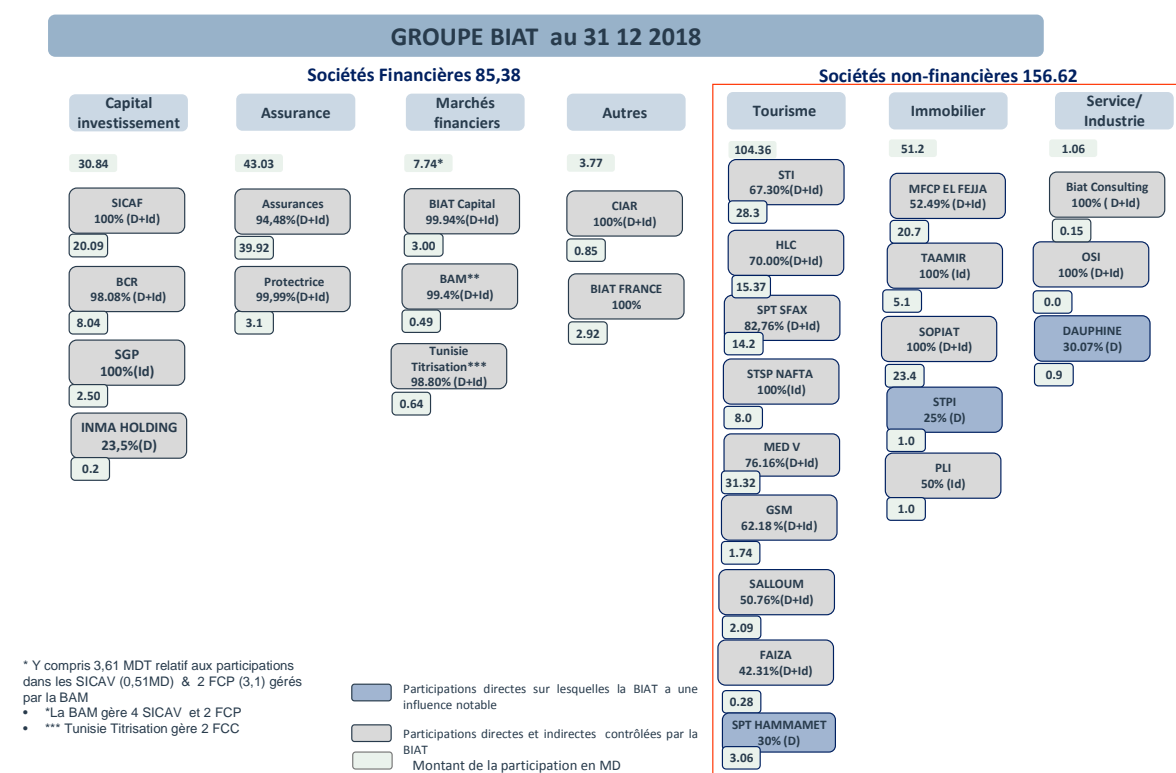 GROUPE BIAT au 31 12 2018
Sociétés Financières 85,38
Capital
investissement
30.84
SICAF
100% (D+Id)
20.09
BCR
98.08% (D+Id)
8.04
SGP
100%(Id)
2.50
INMA HOLDING
23,5%(D)
0.2
Assurance
43.03
Assurances
94,48%(D+Id)
39.92
Protectrice
99,99%(D+Id)
3.1
Marchés
financiers
7.74*
BIAT Capital
99.94%(D+Id)
3.00
BAM**
99.4%(D+Id)
0.49
Tunisie
Titrisation***
98.80% (D+Id)
0.64
Autres
3.77
CIAR
100%(D+Id)
0.85
BIAT FRANCE
100%
2.92
Sociétés non-financières 156.62
Tourisme
104.36
STI
67.30%(D+Id)
28.3
HLC
70.00%(D+Id)
15.37
SPT SFAX
82,76% (D+Id)
14.2
STSP NAFTA
100%(Id)
8.0
MED V
76.16%(D+Id)
31.32
GSM
62.18 %(D+Id)
1.74
SALLOUM
50.76%(D+Id)
2.09
FAIZA
42.31%(D+Id)
0.28
SPT HAMMAMET
30% (D)
3.06
Immobilier
51.2
MFCP EL FEJJA
52.49% (D+Id)
20.7
TAAMIR
100% (Id)
5.1
SOPIAT
100% (D+Id)
23.4
STPI
25% (D)
1.0
PLI
50% (Id)
1.0
Service/
Industrie
1.06
Biat Consulting
100% ( D+Id)
0.15
OSI
100% (D+Id)
0.0
DAUPHINE
30.07% (D)
0.9
* Y compris 3,61 MDT relatif aux participations
dans les SICAV (0,51MD) & 2 FCP (3,1) gérés
par la BAM
• *La BAM gère 4 SICAV et 2 FCP
• *** Tunisie Titrisation gère 2 FCC
Participations directes sur lesquelles la BIAT a une
influence notable
Participations directes et indirectes contrôlées par la
BIAT
Montant de la participation en MD